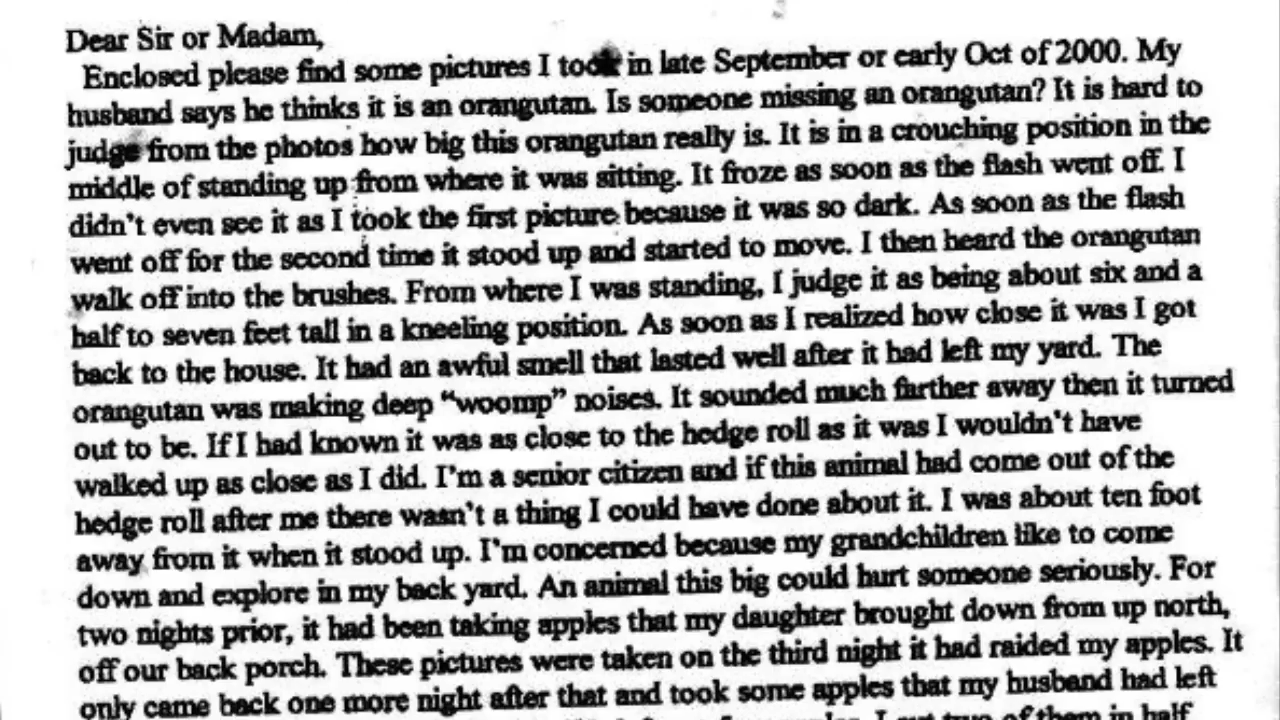 Dear Sir or Madam,
Enclosed please find some pictures I took in late September or early Oct of 2000. My
husband says he thinks it is an orangutan. Is someone missing an orangutan? It is hard to
judge from the photos how big this orangutan really is. It is in a crouching position in the
middle of standing up from where it was sitting. It froze as soon as the flash went off. I
didn't even see it as I took the first picture because it was so dark. As soon as the flash
went off for the second time it stood up and started to move. I then heard the orangutan
walk off into the brushes. From where I was standing, I judge it as being about six and a
half to seven feet tall in a kneeling position. As soon as I realized how close it was I got
back to the house. It had an awful smell that lasted well after it had left my yard. The
orangutan was making deep “woomp” noises. It sounded much farther away then it turned
out to be. If I had known it was as close to the hedge roll as it was I wouldn't have
walked up as close as I did. I'm a senior citizen and if this animal had come out of the
hedge roll after me there wasn't a thing I could have done about it. I was about ten foot
away from it when it stood up. I'm concerned because my grandchildren like to come
down and explore in my back yard. An animal this big could hurt someone seriously. For
two nights prior, it had been taking apples that my daughter brought down from up north,
off our back porch. These pictures were taken on the third night it had raided my apples. It
only came back one more night after that and took some apples that my husband had left
apples. I cut two of them in half